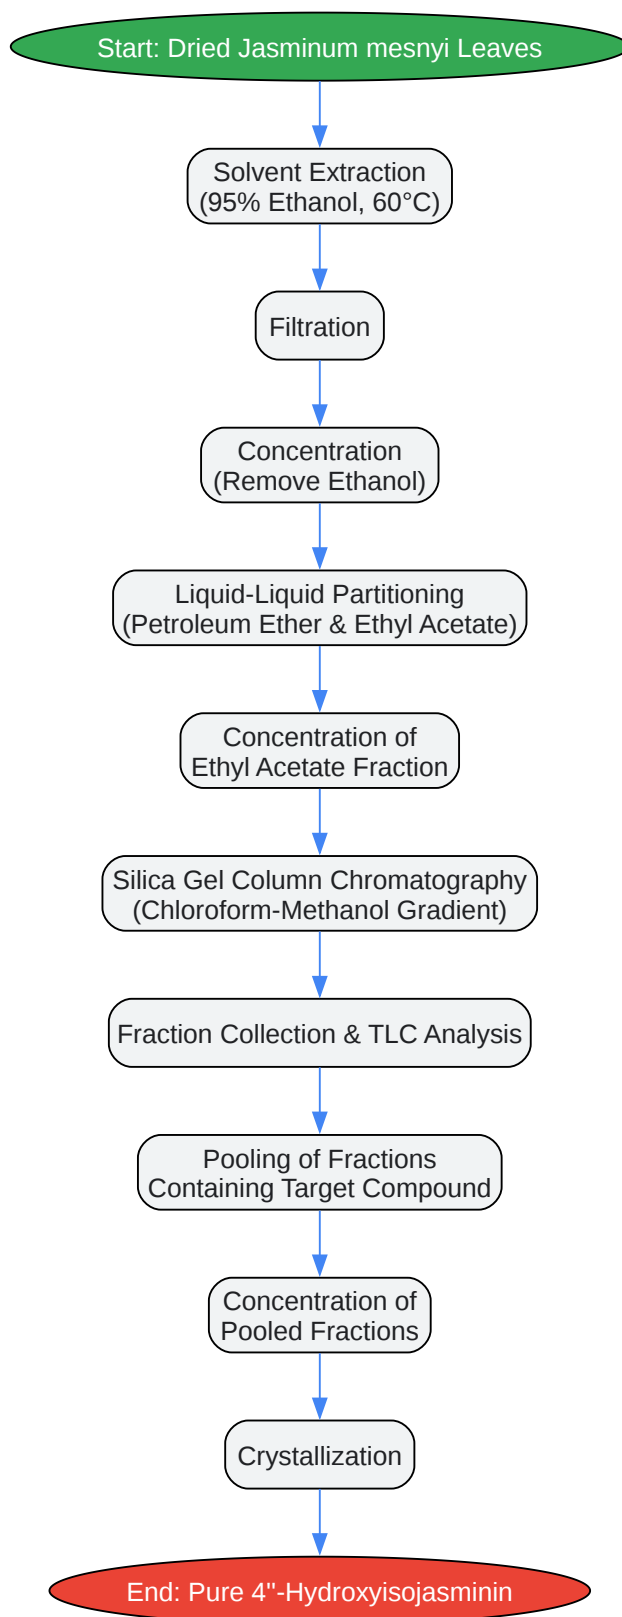 Start: Dried Jasminum mesnyi Leaves
Solvent Extraction
(95% Ethanol, 60°C)
Filtration
Concentration
(Remove Ethanol)
Liquid-Liquid Partitioning
(Petroleum Ether & Ethyl Acetate)
Concentration of
Ethyl Acetate Fraction
Silica Gel Column Chromatography
(Chloroform-Methanol Gradient)
Fraction Collection & TLC Analysis
Pooling of Fractions
Containing Target Compound
Concentration of
Pooled Fractions
Crystallization
End: Pure 4"-Hydroxyisojasminin